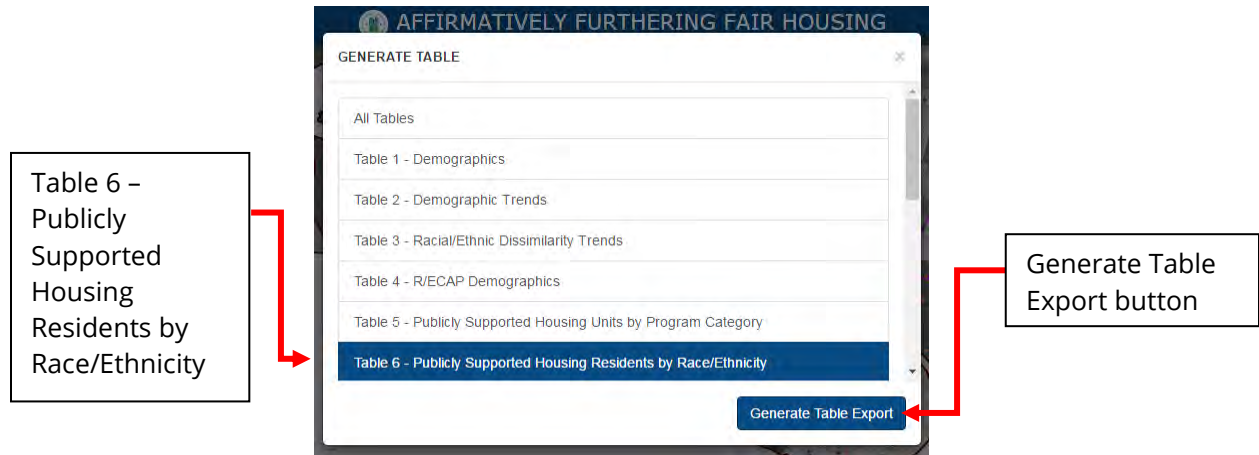 AFFIRMATIVELY FURTHERING FAIR HOUSING
GENERATE TABLE
×
All Tables
Table 1 - Demographics
Table 2 - Demographic Trends
Table 3 - Racial/Ethnic Dissimilarity Trends
Table 4 - R/ECAP Demographics
Table 5 - Publicly Supported Housing Units by Program Category
Table 6 - Publicly Supported Housing Residents by Race/Ethnicity
Generate Table Export
Table 6 –
Publicly
Supported
Housing
Residents by
Race/Ethnicity
Generate Table
Export button